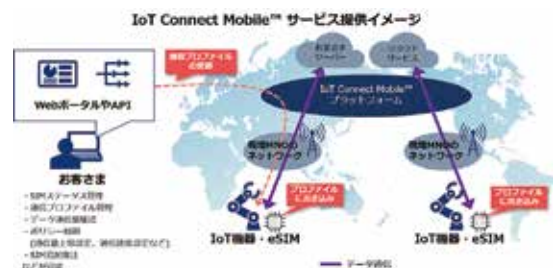 IoT Connect Mobile™ サービス提供イメージ
通信プロファイル
の更新
お客さま
サーバー
クラウド
サービス
WebポータルやAPI
IoT Connect Mobile™
プラットフォーム
現地MNOの
ネットワーク
現地MNOの
ネットワーク
お客さま
プロファイル
に書き込み
プロファイル
に書き込み
・SIMステータス管理
・通信プロファイル管理
・データ通信量確認
IoT機器・eSIM
IoT機器・eSIM
データ通信